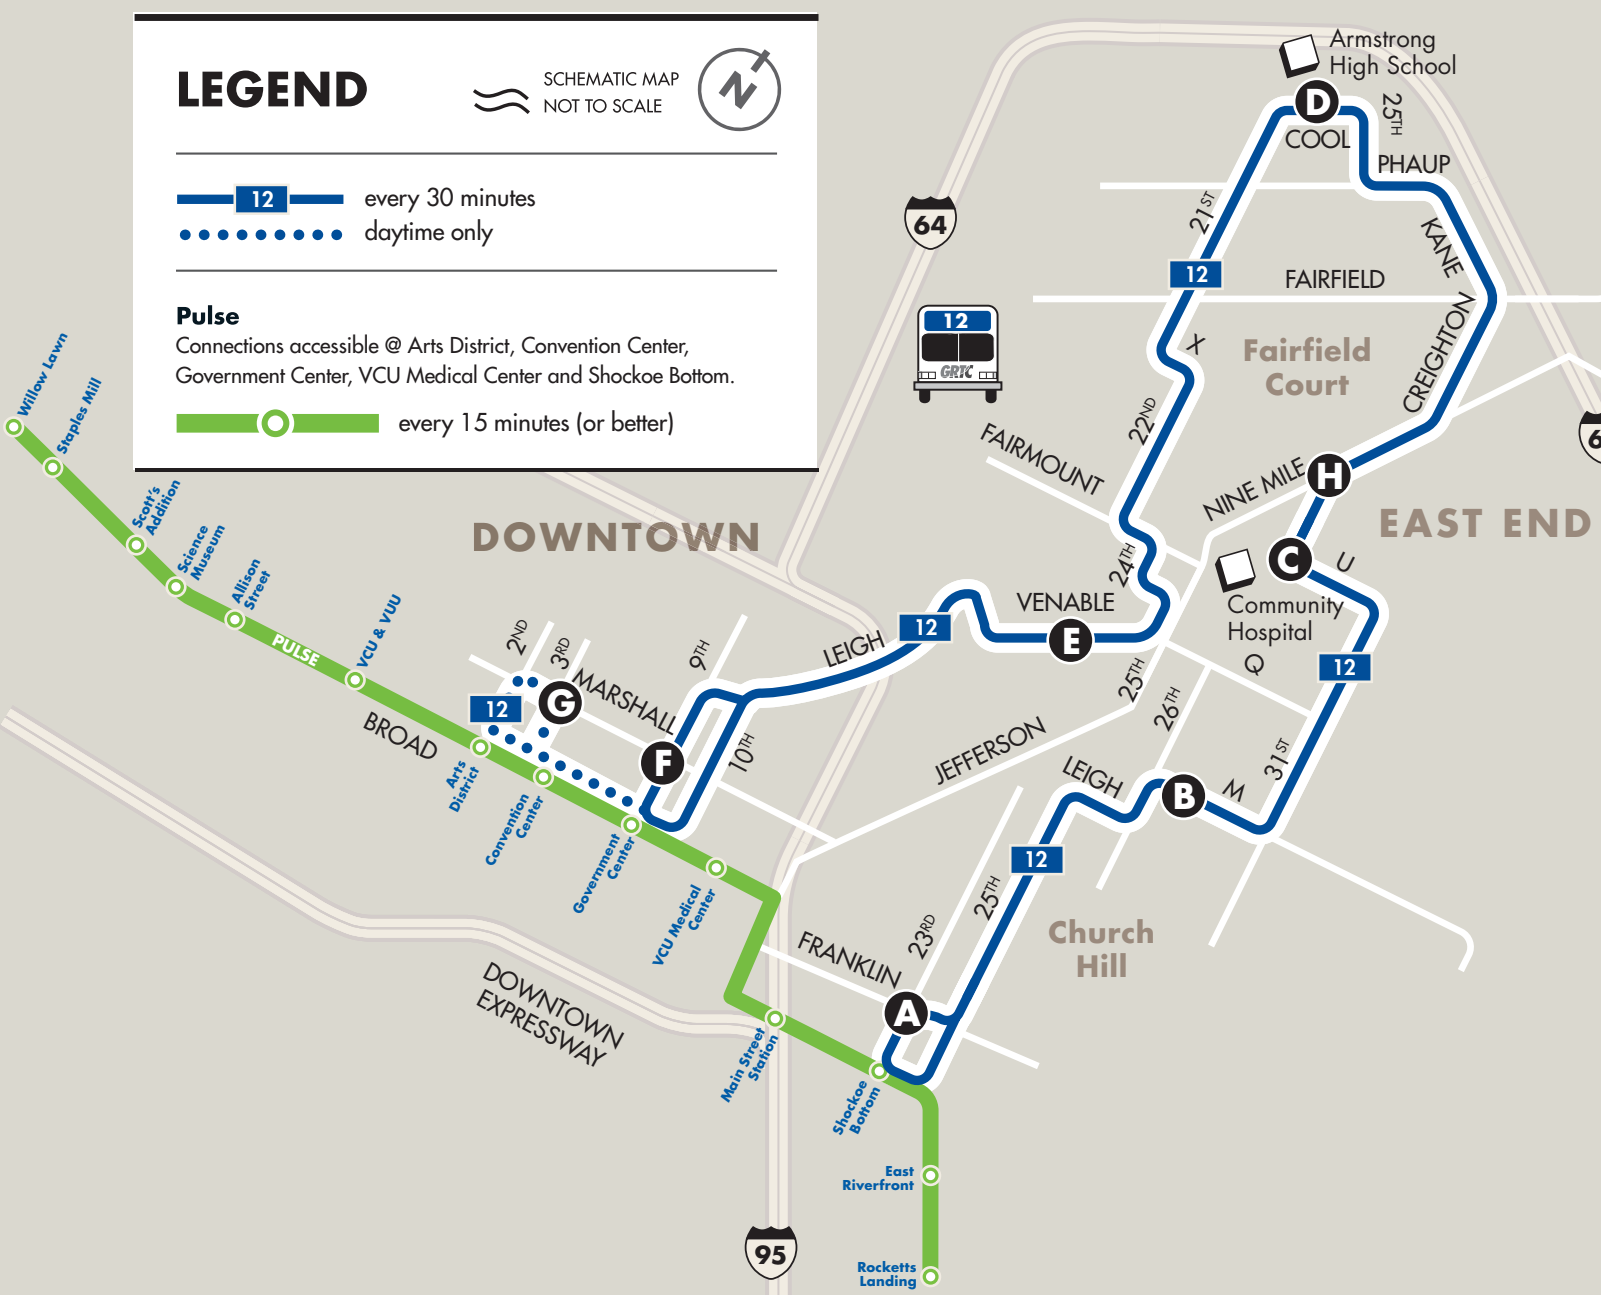 LEGEND
SCHEMATIC MAP
NOT TO SCALE
N
12
every 30 minutes
daytime only
Pulse
Connections accessible @ Arts District, Convention Center,
Government Center, VCU Medical Center and Shockoe Bottom.
every 15 minutes (or better)
Armstrong
High School
D
COOL
25TH
PHAUP
64
21ST
KANE
12
FAIRFIELD
12
GRTC
X
Fairfield
Court
CREIGHTON
22ND
FAIRMOUNT
NINE MILE
H
6
EAST END
DOWNTOWN
24TH
C
U
Community
Hospital
VENABLE
E
12
LEIGH
Q
12
25TH
26TH
31ST
JEFFERSON
LEIGH
B
M
12
25TH
23RD
Church
Hill
FRANKLIN
A
Willow Lawn
Staples Mill
Scott's
Addition
Science
Museum
Allison
Street
PULSE
VCU & VUU
2ND
3RD
9TH
MARSHALL
G
12
BROAD
F
10TH
Arts
District
Convention
Center
Government
Center
VCU Medical
Center
DOWNTOWN
EXPRESSWAY
Main Street
Station
Shockoe
Bottom
East
Riverfront
95
Rocketts
Landing